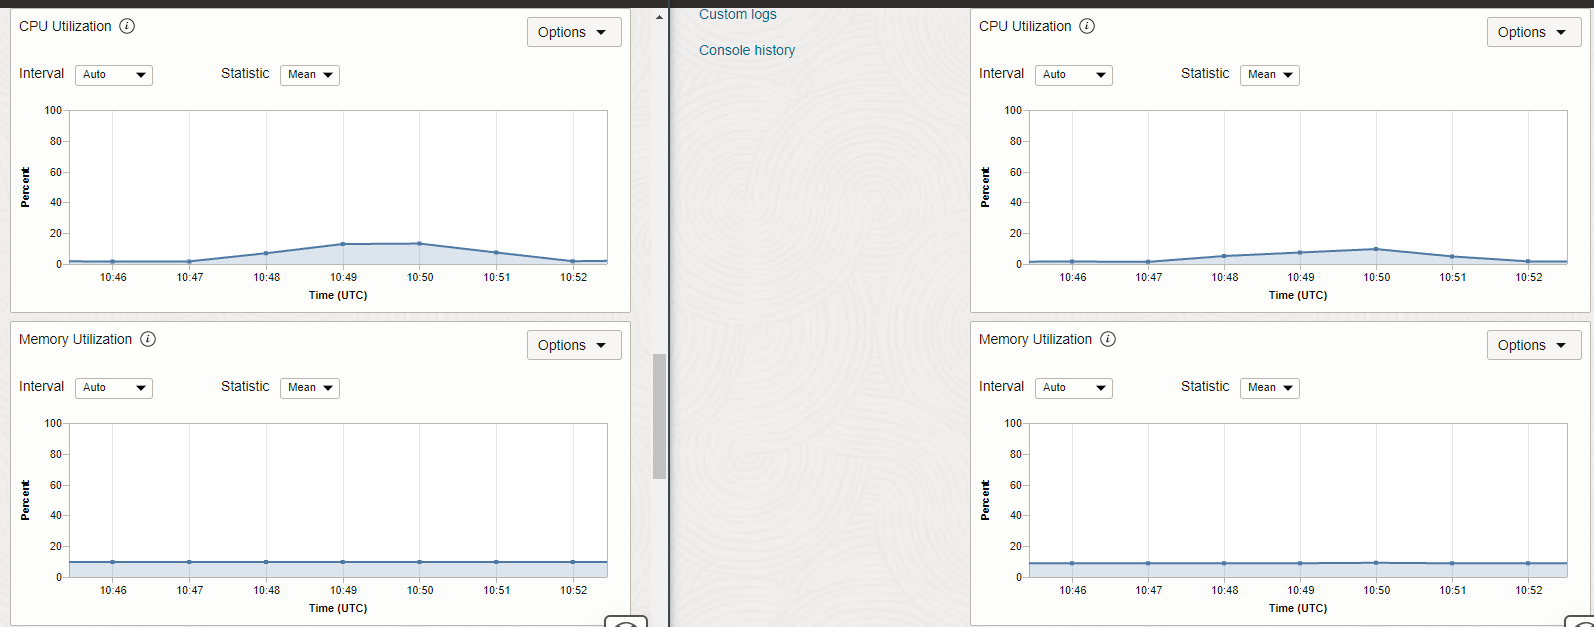 CPU Utilization i
Options
Interval Auto Statistic Mean
100
80
60
40
20
0
Percent
10:46 10:47 10:48 10:49 10:50 10:51 10:52
Time (UTC)
Memory Utilization i
Options
Interval Auto Statistic Mean
100
80
60
40
20
0
Percent
10:46 10:47 10:48 10:49 10:50 10:51 10:52
Time (UTC)
Custom logs
Console history
CPU Utilization i
Options
Interval Auto Statistic Mean
100
80
60
40
20
0
Percent
10:46 10:47 10:48 10:49 10:50 10:51 10:52
Time (UTC)
Memory Utilization i
Options
Interval Auto Statistic Mean
100
80
60
40
20
0
Percent
10:46 10:47 10:48 10:49 10:50 10:51 10:52
Time (UTC)